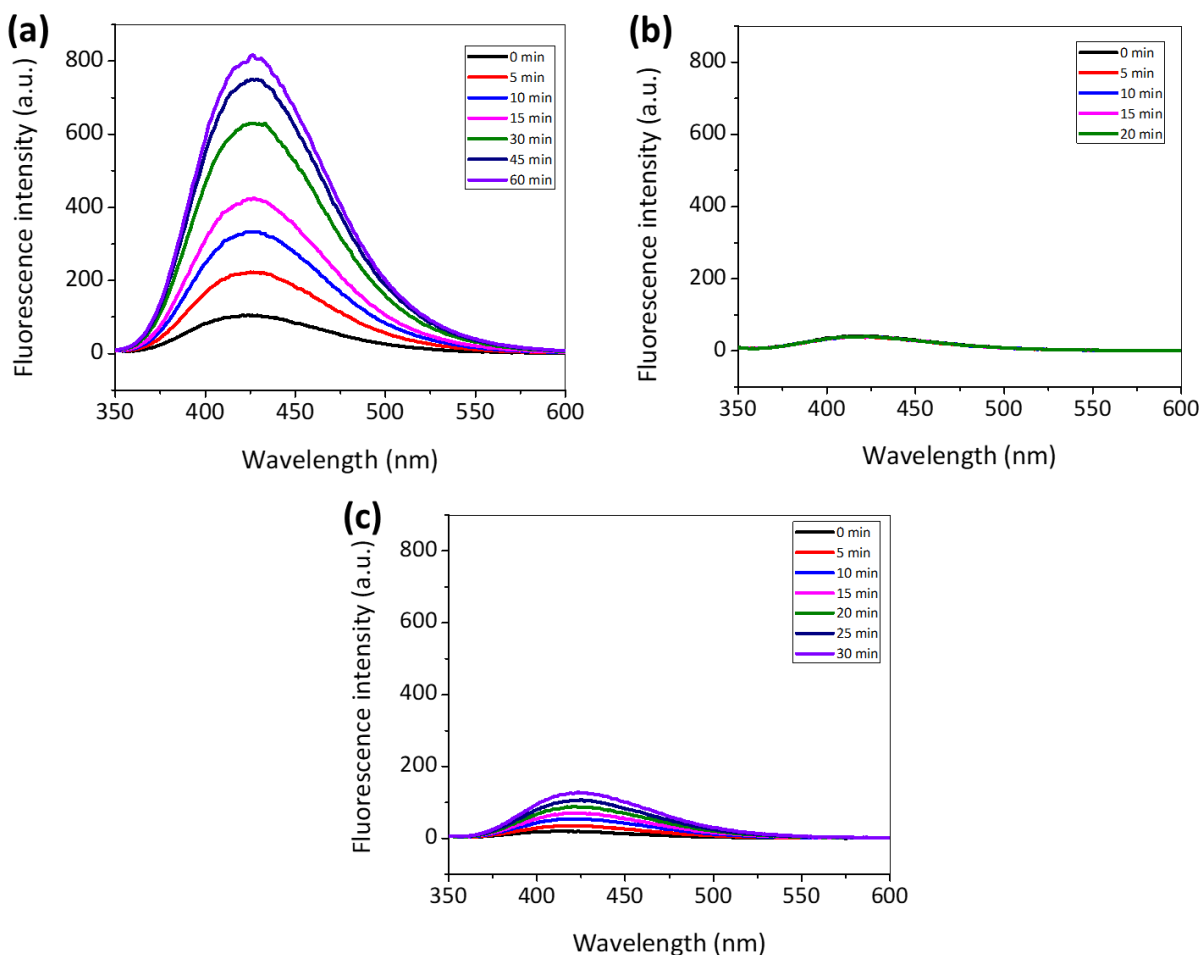 (a)
Fluorescence intensity (a.u.)
800
600
400
200
0
350 400 450 500 550 600
Wavelength (nm)
0 min
5 min
10 min
15 min
30 min
45 min
60 min
(b)
Fluorescence intensity (a.u.)
800
600
400
200
0
350 400 450 500 550 600
Wavelength (nm)
0 min
5 min
10 min
15 min
20 min
(c)
Fluorescence intensity (a.u.)
800
600
400
200
0
350 400 450 500 550 600
Wavelength (nm)
0 min
5 min
10 min
15 min
20 min
25 min
30 min